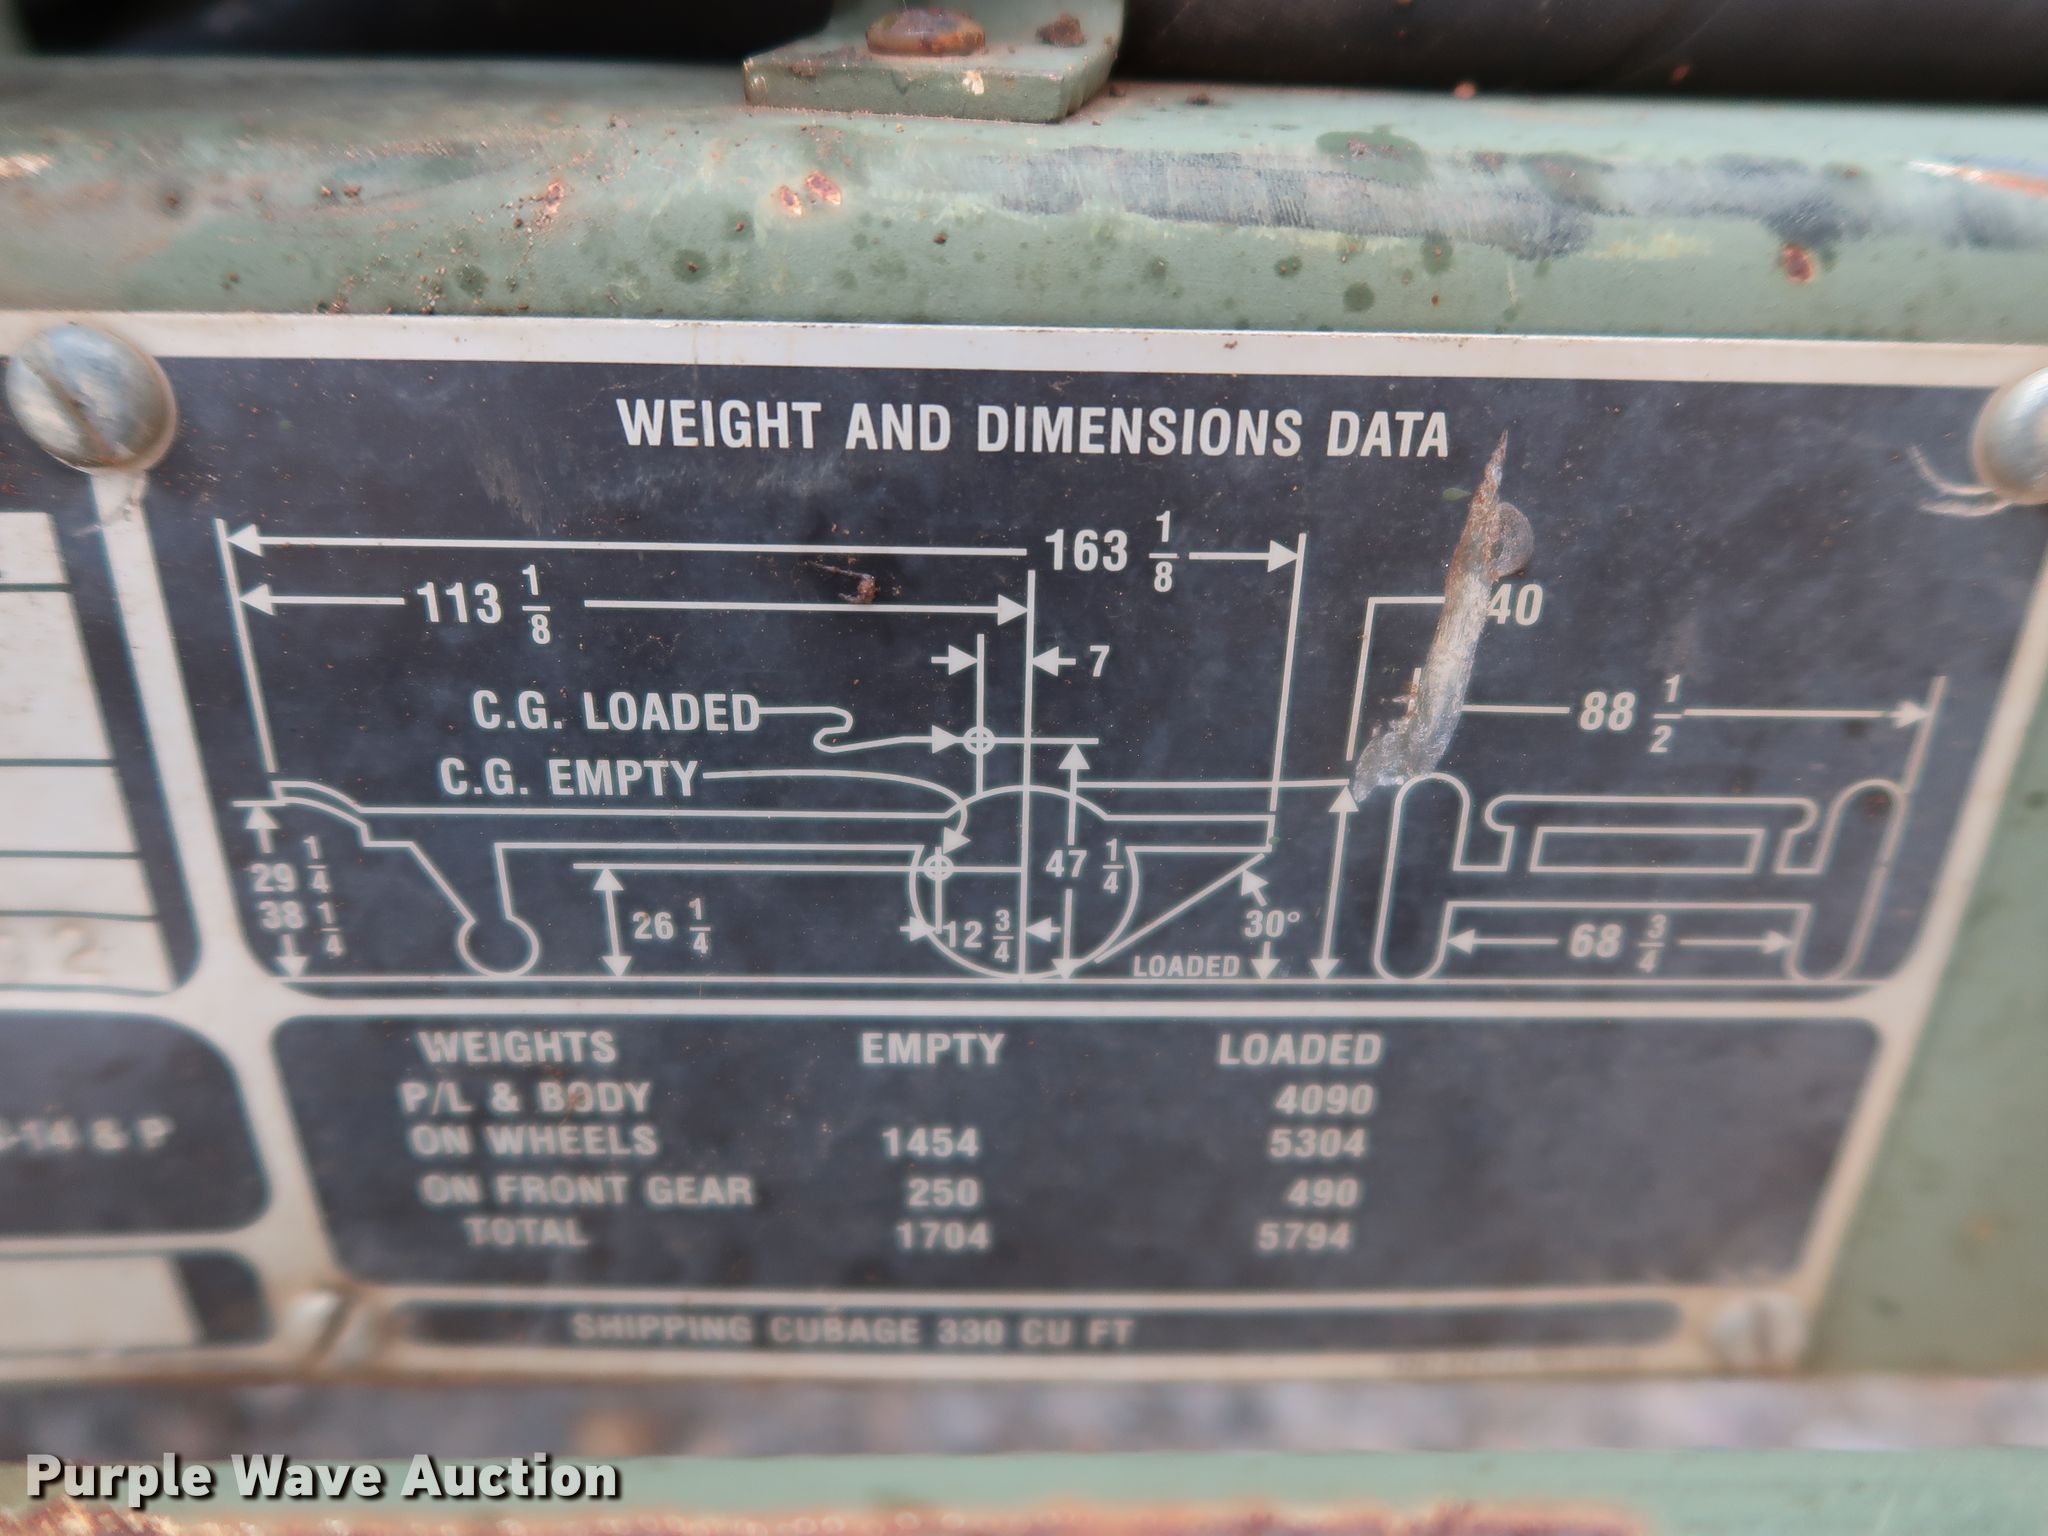 WEIGHT AND DIMENSIONS DATA
163 1/8
113 1/8
40
7
88 1/2
C.G. LOADED
C.G. EMPTY
47 1/4
29 1/4
38 1/4
26 1/4
12 3/4
30°
LOADED
68 3/4
WEIGHTS EMPTY LOADED
P/L & BODY 4090
ON WHEELS 1454 5304
-14 & P
ON FRONT GEAR 250 490
TOTAL 1704 5794
SHIPPING CUBAGE 330 CU FT
Purple Wave Auction